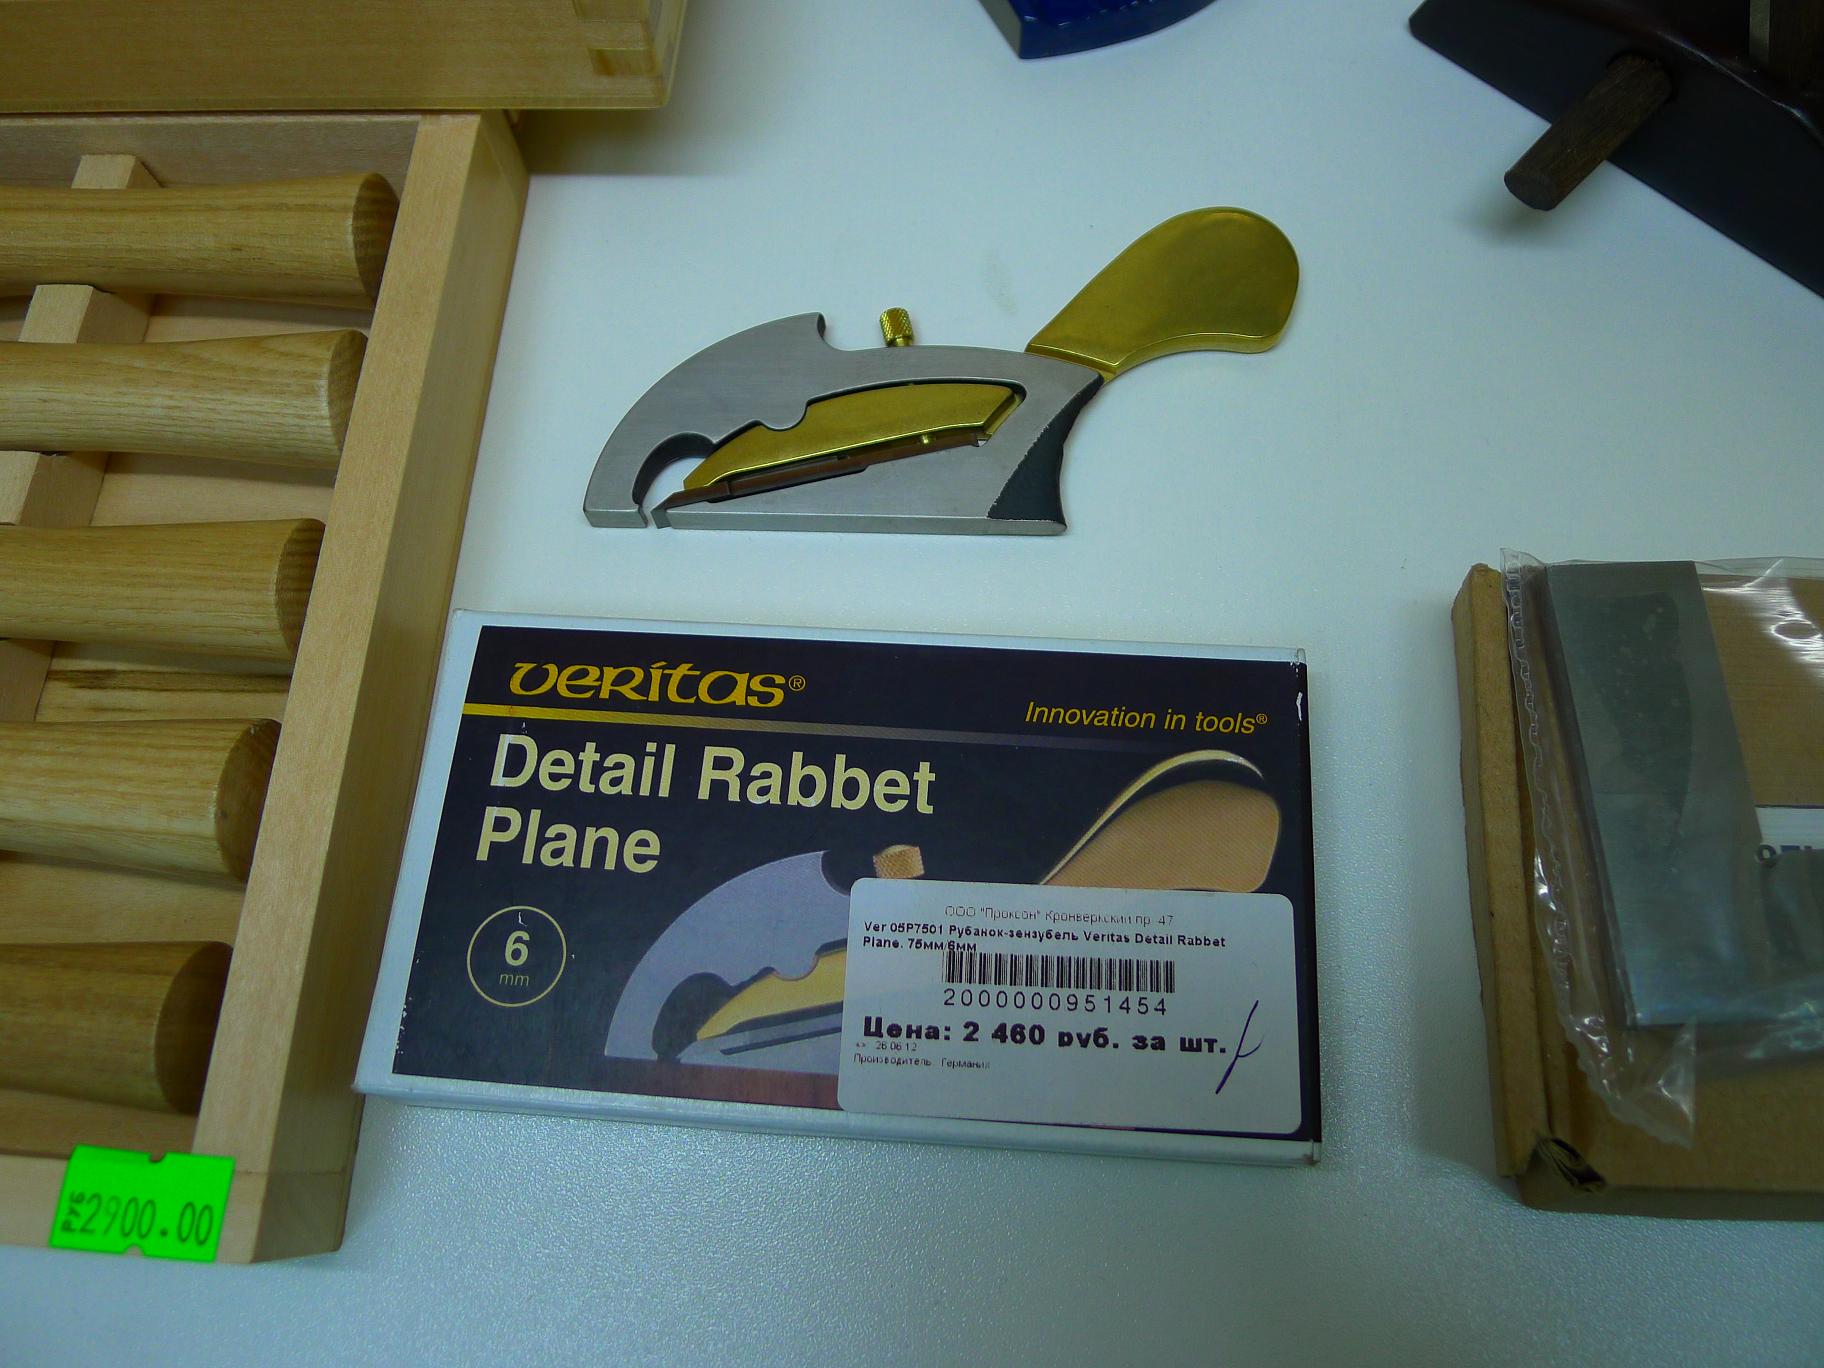 veritas®
Innovation in tools®
Detail Rabbet
Plane
6
mm
ООО "Проксон" Кронверкский пр. 47
Ver 05P7501 Рубанок-зензубель Veritas Detail Rabbet
Plane. 75мм/6мм
2000000951454
Цена: 2 460 руб. за шт.
26.06.12
Производитель: Германия
РУБ 2900.00